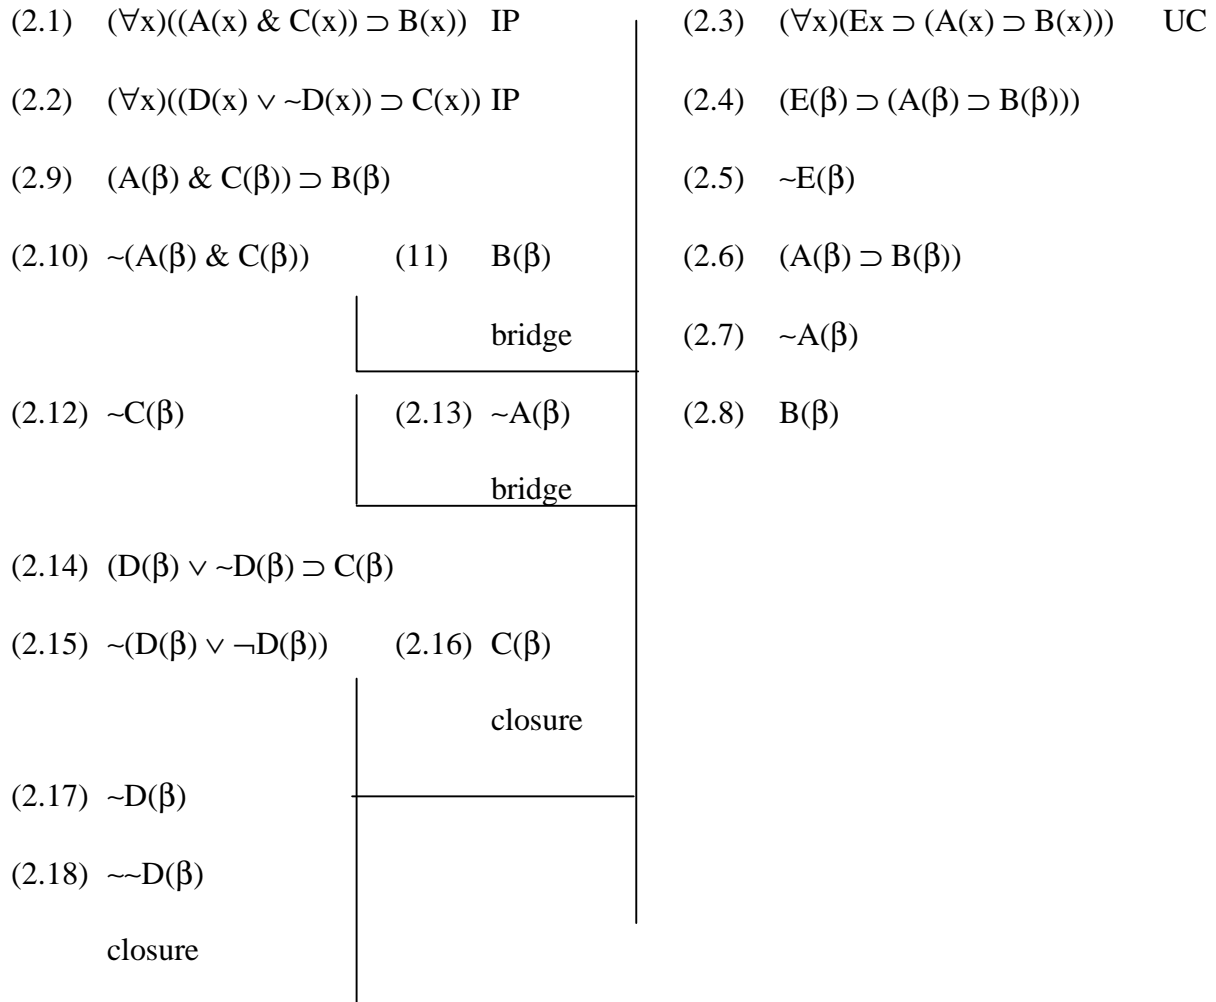 (2.1) (∀x)((A(x) & C(x)) ⊃ B(x)) IP (2.3) (∀x)(Ex ⊃ (A(x) ⊃ B(x))) UC
(2.2) (∀x)((D(x) ∨ ~D(x)) ⊃ C(x)) IP (2.4) (E(β) ⊃ (A(β) ⊃ B(β)))
(2.9) (A(β) & C(β)) ⊃ B(β) (2.5) ~E(β)
(2.10) ~(A(β) & C(β)) (11) B(β) (2.6) (A(β) ⊃ B(β))
bridge (2.7) ~A(β)
(2.12) ~C(β) (2.13) ~A(β) (2.8) B(β)
bridge
(2.14) (D(β) ∨ ~D(β) ⊃ C(β)
(2.15) ~(D(β) ∨ ¬D(β)) (2.16) C(β)
closure
(2.17) ~D(β)
(2.18) ~~D(β)
closure